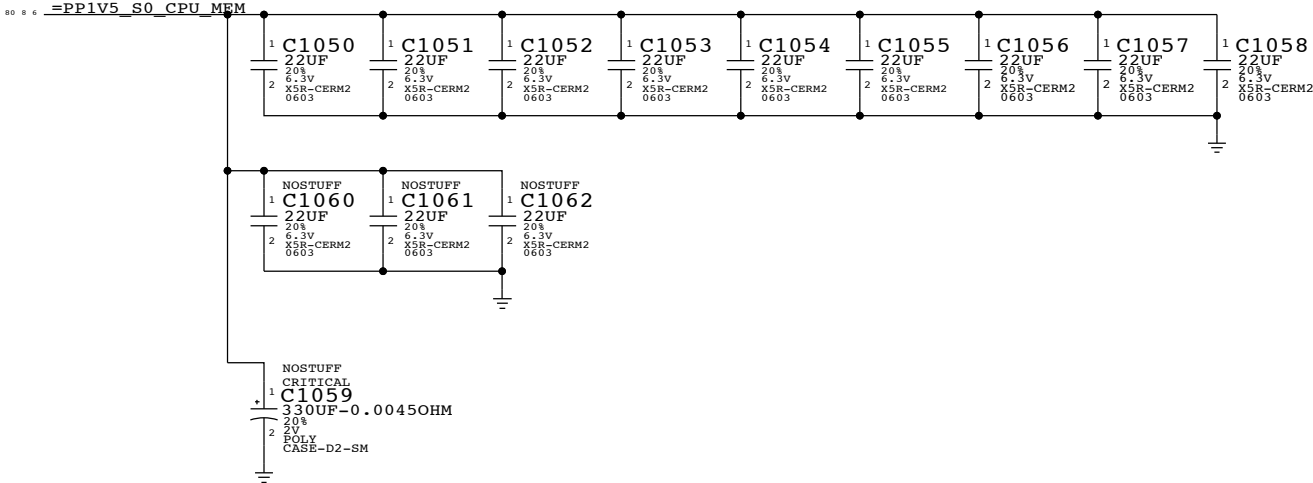 80 8 6 =PP1V5_S0_CPU_MEM
1 C1050
22UF
20%
6.3V
2 X5R-CERM2
0603
1 C1051
22UF
20%
6.3V
2 X5R-CERM2
0603
1 C1052
22UF
20%
6.3V
2 X5R-CERM2
0603
1 C1053
22UF
20%
6.3V
2 X5R-CERM2
0603
1 C1054
22UF
20%
6.3V
2 X5R-CERM2
0603
1 C1055
22UF
20%
6.3V
2 X5R-CERM2
0603
1 C1056
22UF
20%
6.3V
2 X5R-CERM2
0603
1 C1057
22UF
20%
6.3V
2 X5R-CERM2
0603
1 C1058
22UF
20%
6.3V
2 X5R-CERM2
0603
NOSTUFF
1 C1060
22UF
20%
6.3V
2 X5R-CERM2
0603
NOSTUFF
1 C1061
22UF
20%
6.3V
2 X5R-CERM2
0603
NOSTUFF
1 C1062
22UF
20%
6.3V
2 X5R-CERM2
0603
NOSTUFF
CRITICAL
1 C1059
+ 330UF-0.0045OHM
20%
2 2V
POLY
CASE-D2-SM